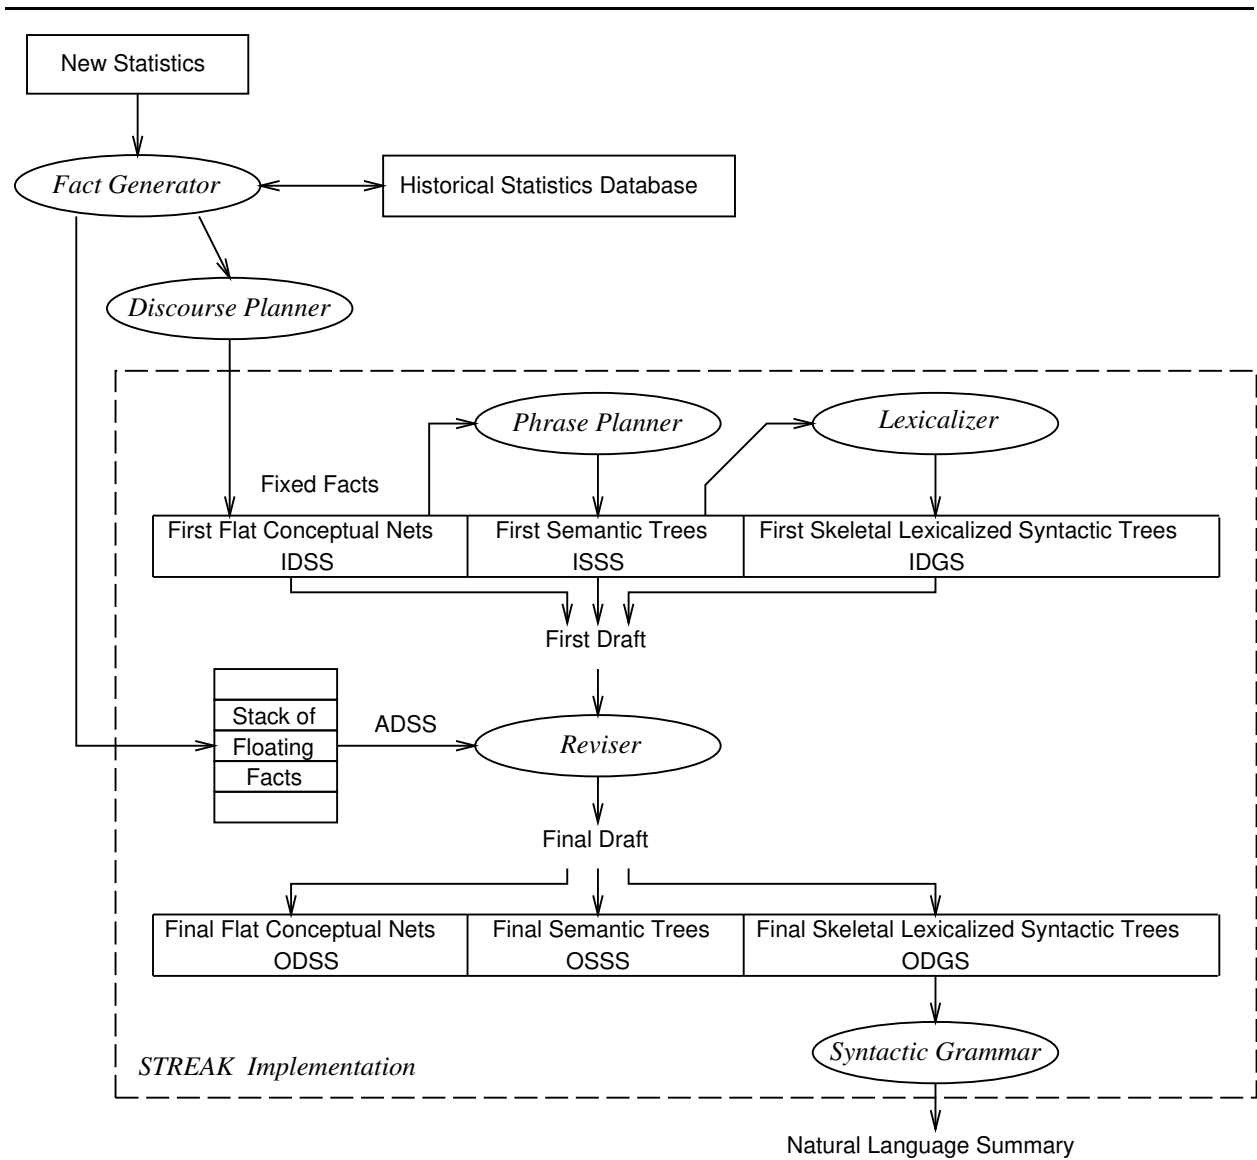 New Statistics
Fact Generator
Historical Statistics Database
Discourse Planner
Phrase Planner
Lexicalizer
Fixed Facts
First Flat Conceptual Nets
IDSS
First Semantic Trees
ISSS
First Skeletal Lexicalized Syntactic Trees
IDGS
First Draft
Stack of
Floating
Facts
ADSS
Reviser
Final Draft
Final Flat Conceptual Nets
ODSS
Final Semantic Trees
OSSS
Final Skeletal Lexicalized Syntactic Trees
ODGS
Syntactic Grammar
STREAK Implementation
Natural Language Summary